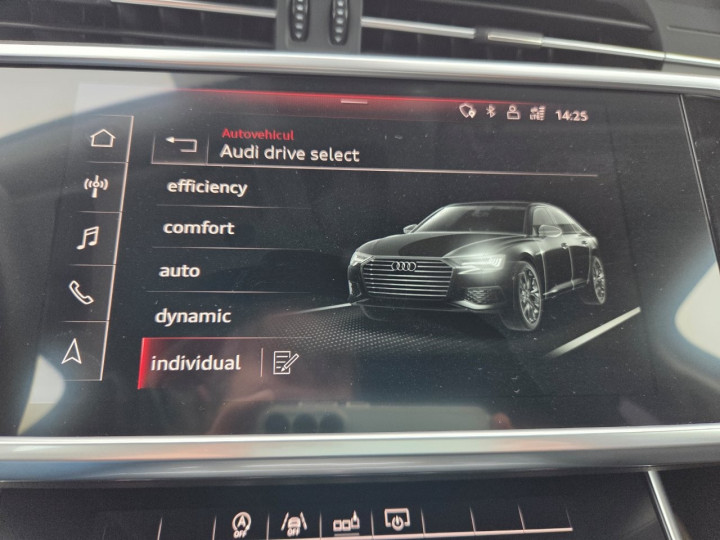 14:25
Autovehicul
Audi drive select
efficiency
comfort
auto
dynamic
individual
OFF
OFF